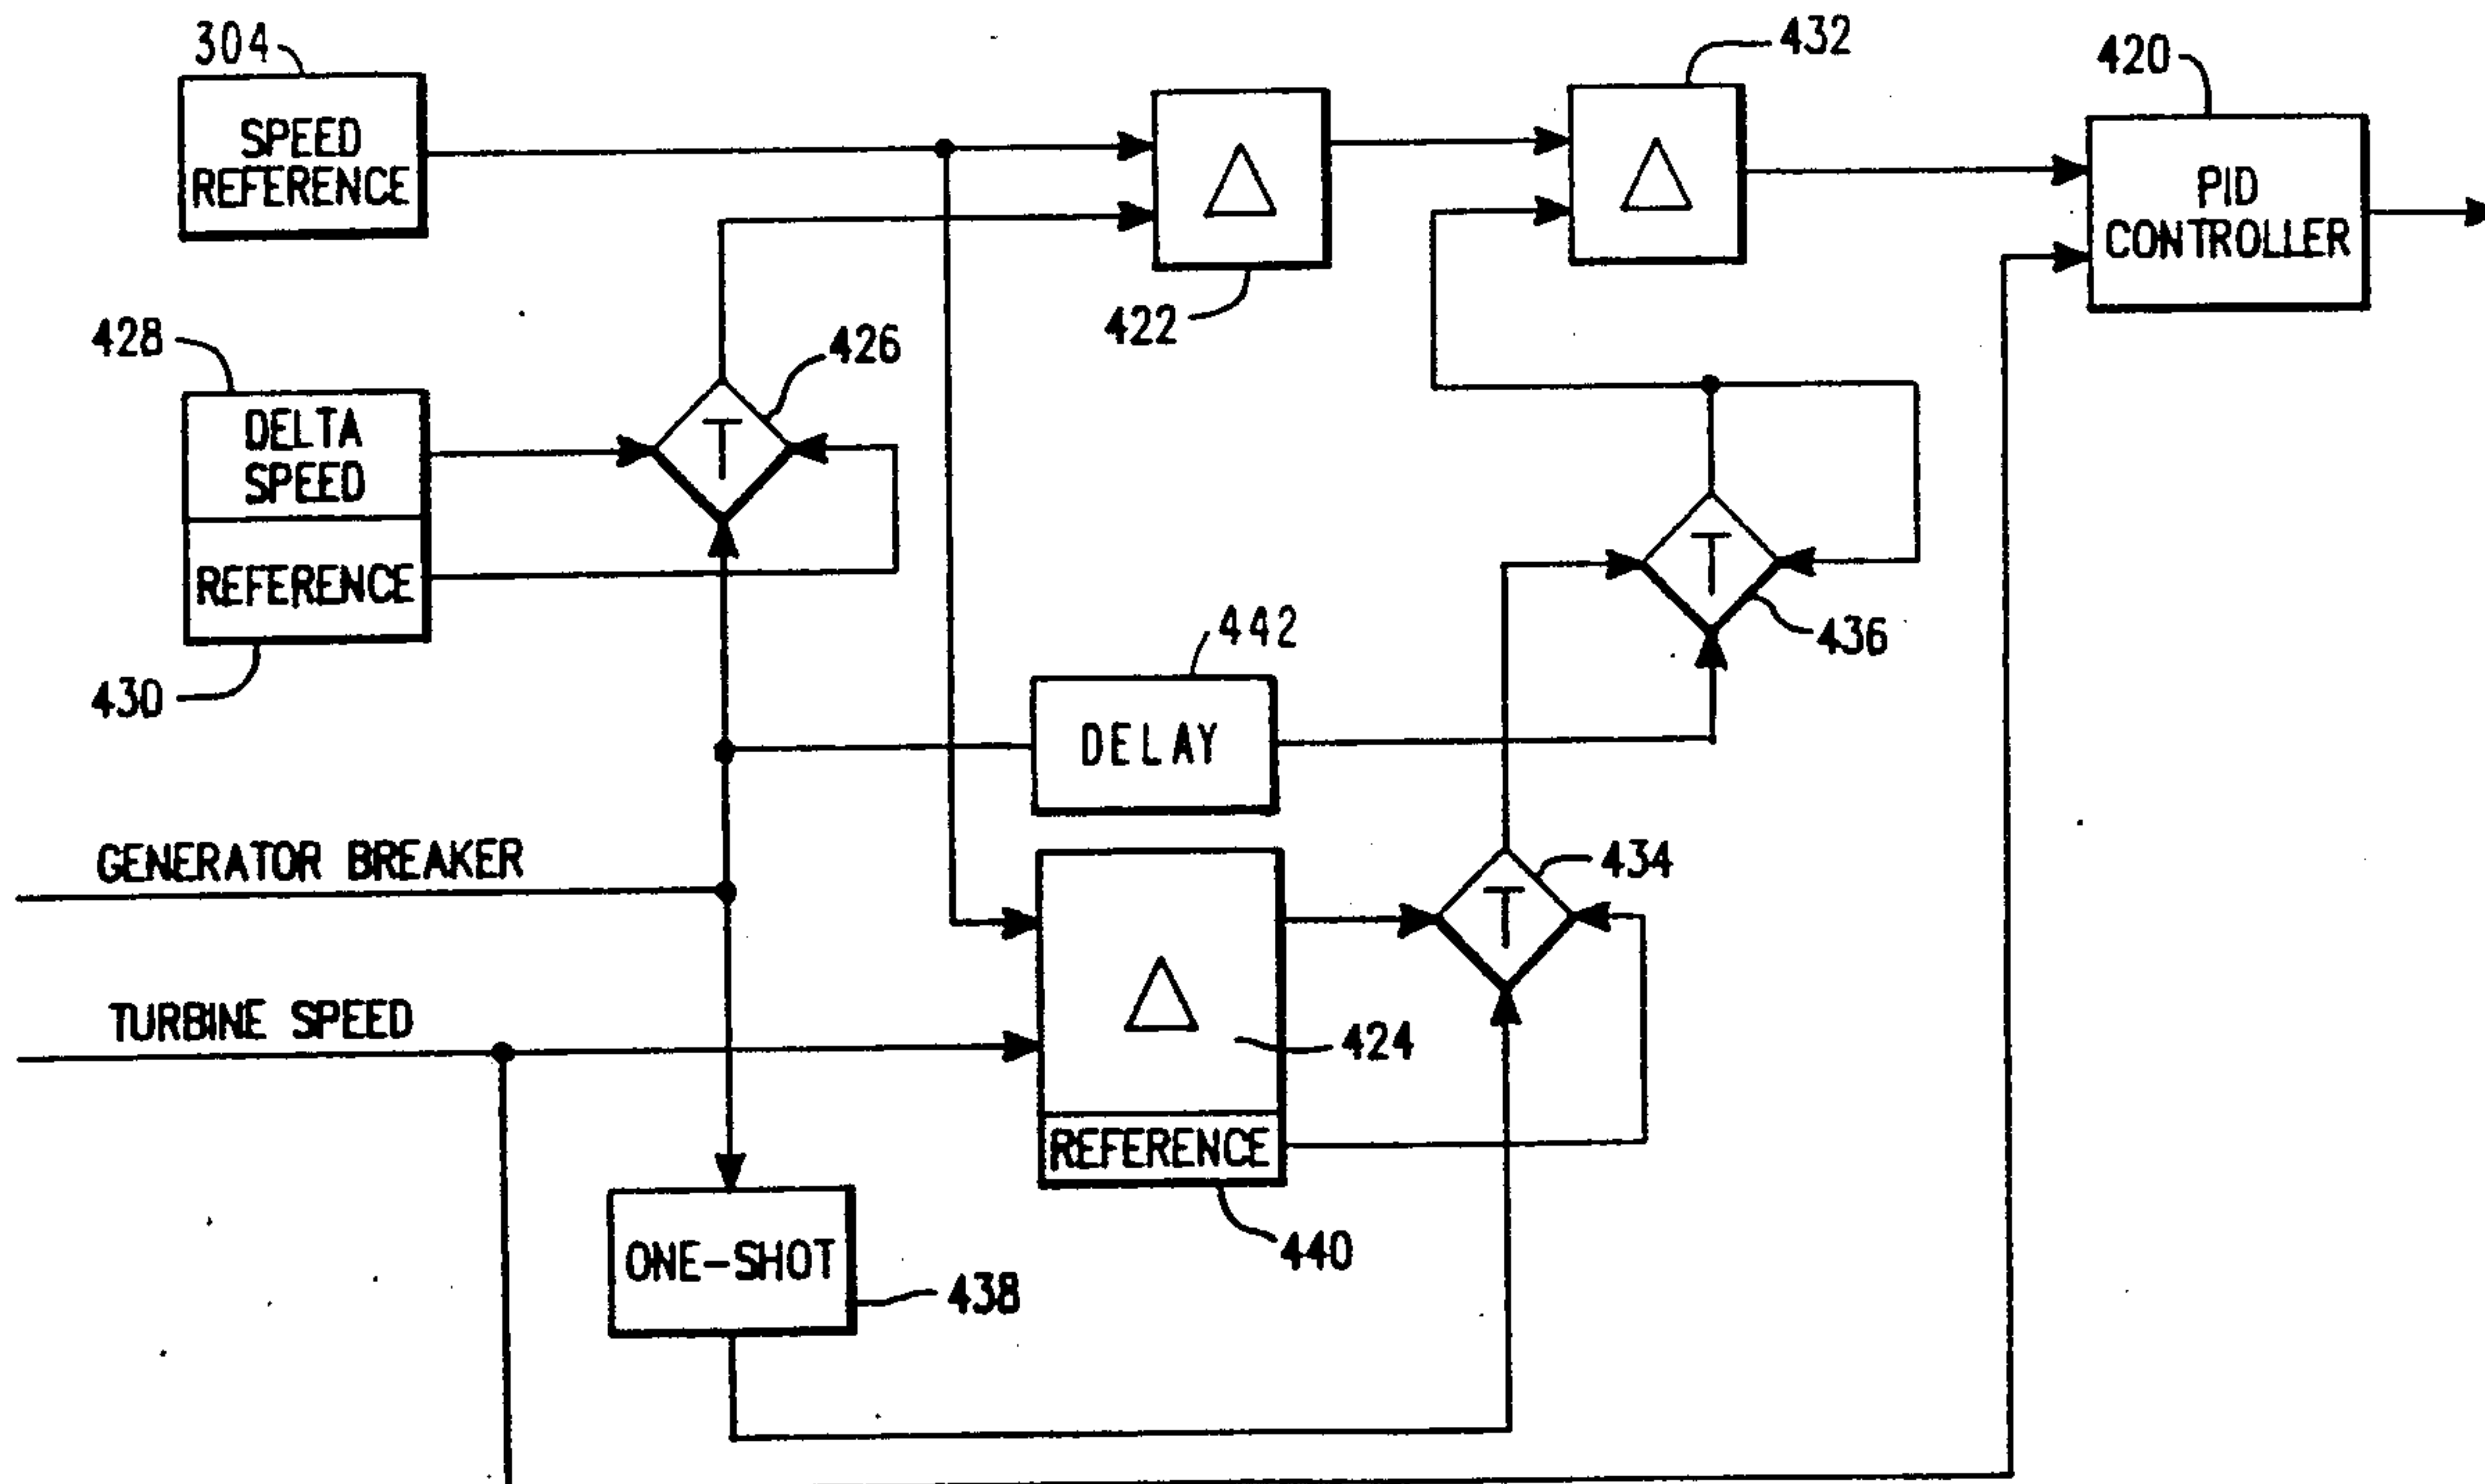 304
SPEED
REFERENCE
432
420
PID
CONTROLLER
422
428
DELTA
SPEED
REFERENCE
430
T
426
T
436
442
DELAY
GENERATOR BREAKER
T
434
TURBINE SPEED
424
REFERENCE
440
ONE-SHOT
438